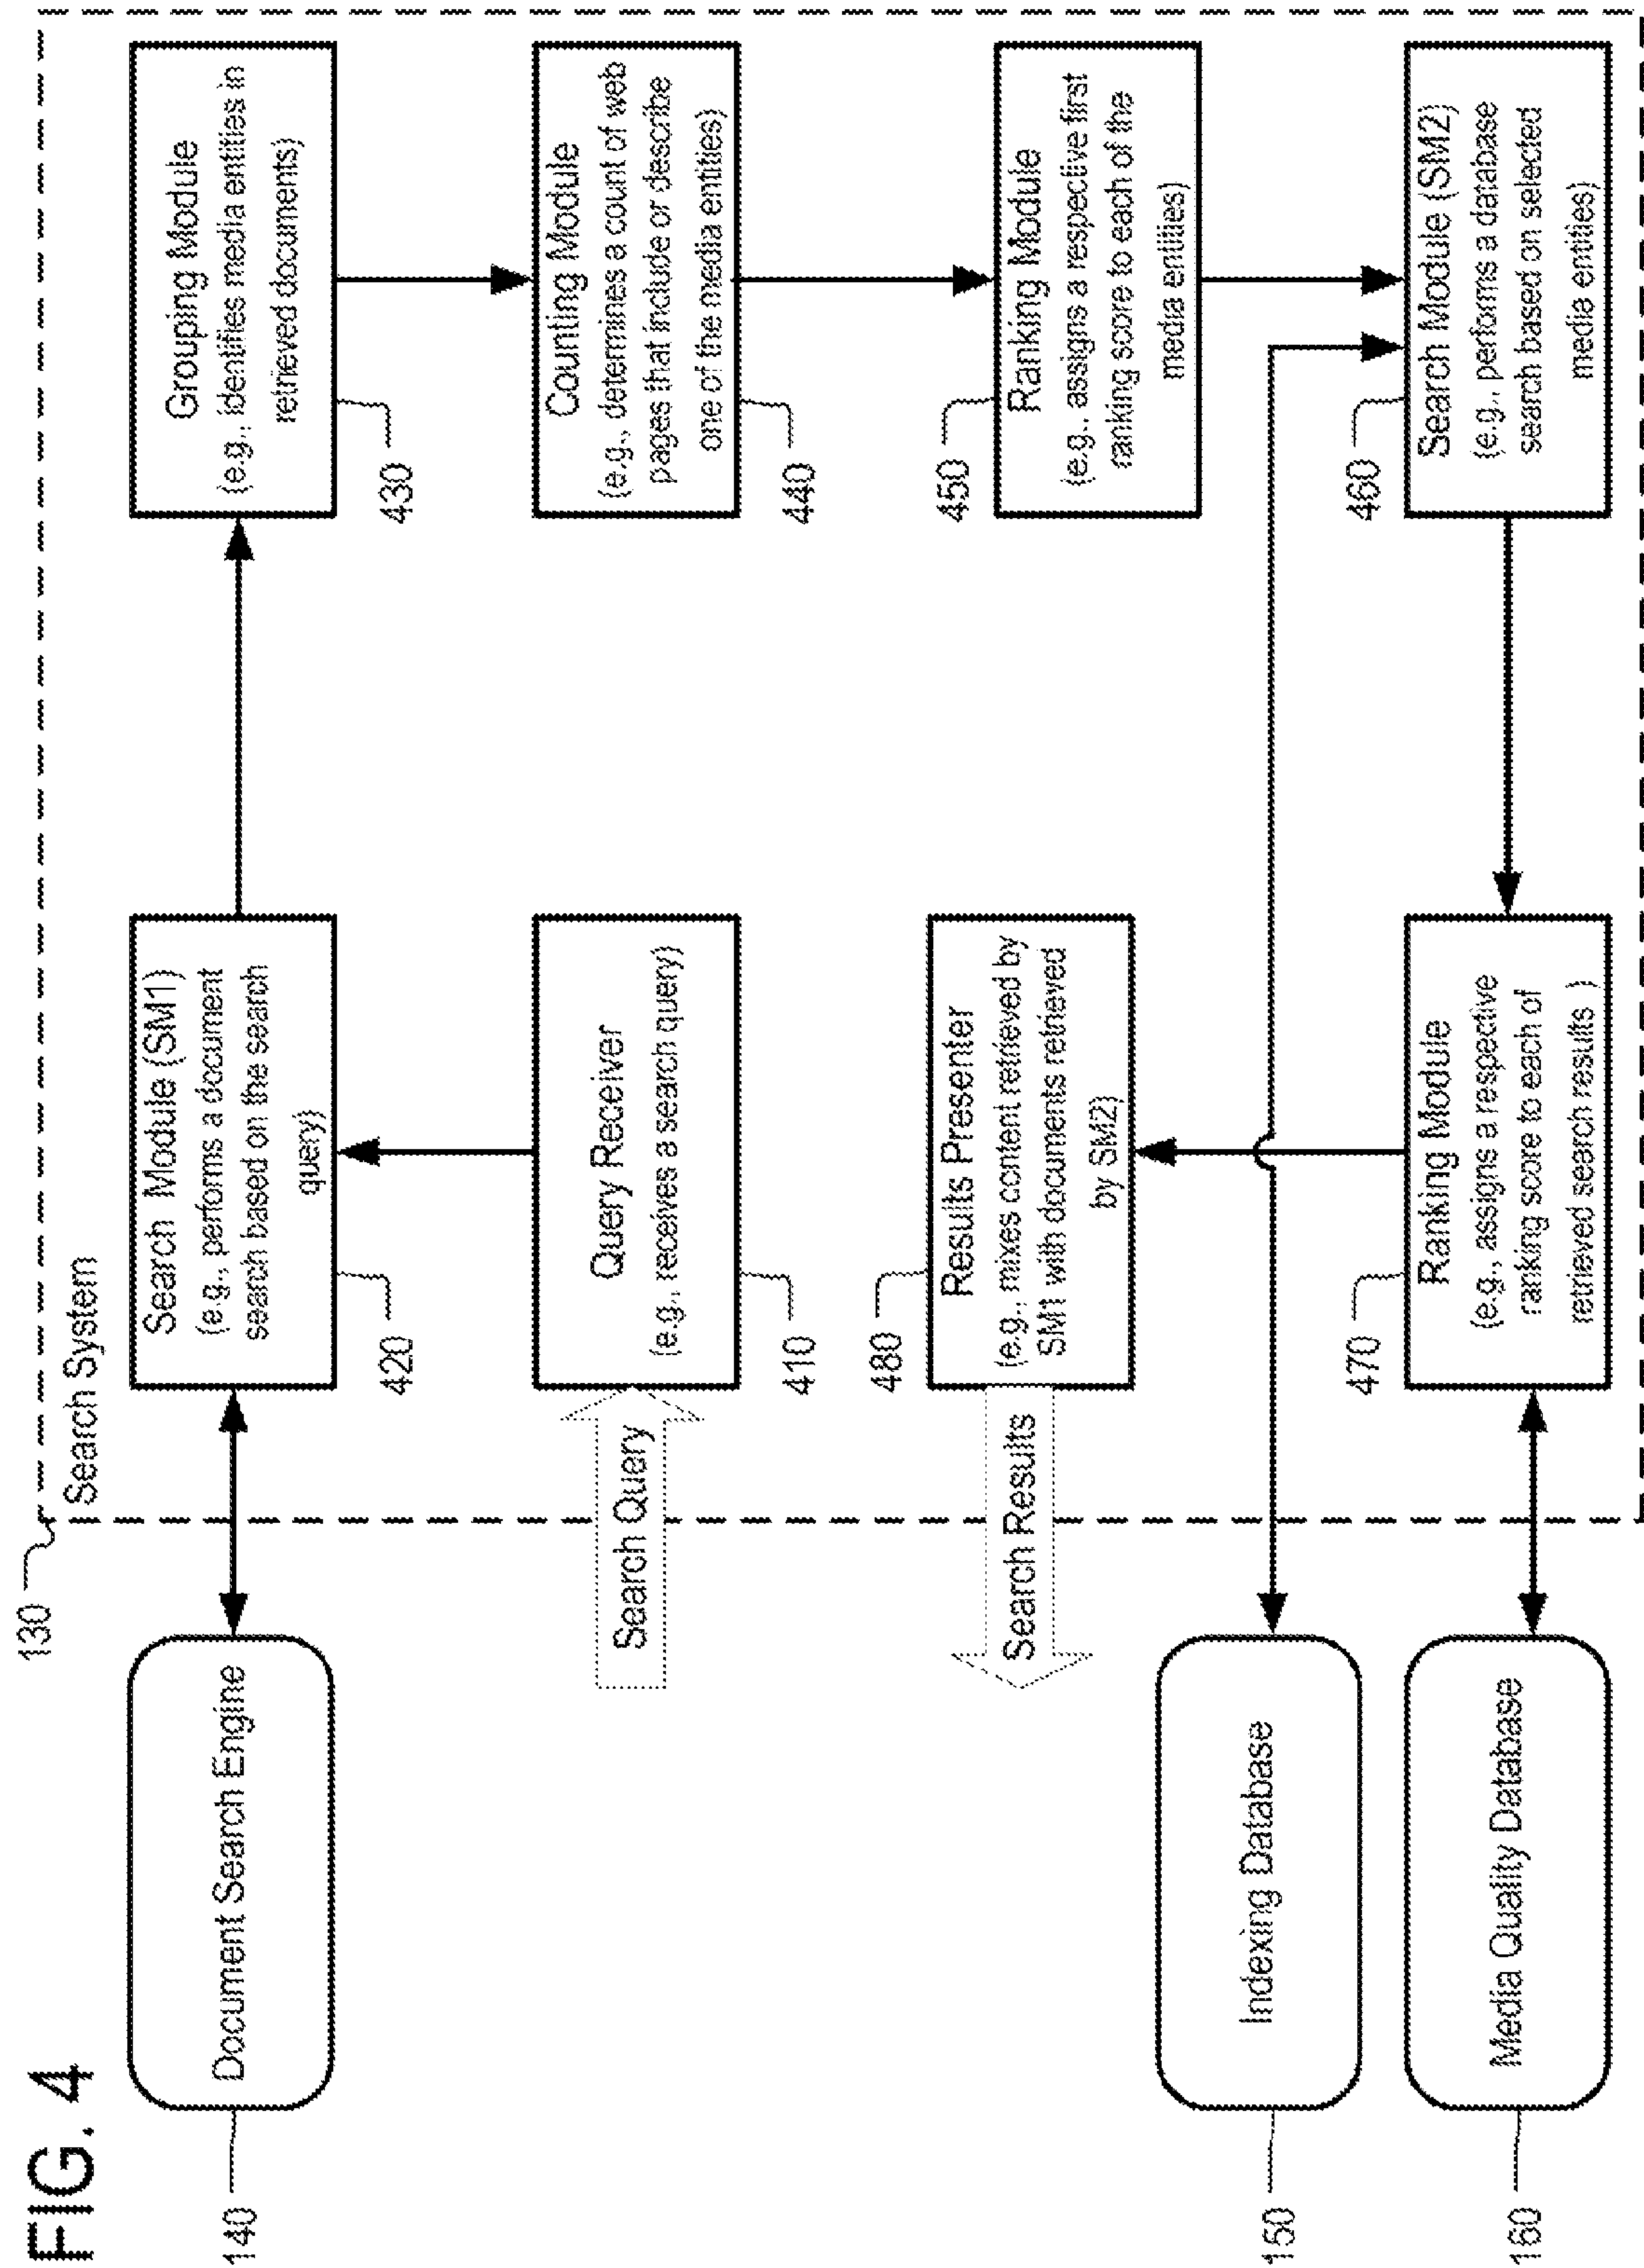 FIG. 4
130
Search System
140
Document Search Engine
Search Module (SM1)
(e.g., performs a document
search based on the search
query)
420
Grouping Module
(e.g., identifies media entities in
retrieved documents)
430
Search Query
Query Receiver
(e.g., receives a search query)
410
Counting Module
(e.g., determines a count of web
pages that include or describe
one of the media entities)
440
480
Results Presenter
(e.g., mixes content retrieved by
SM1 with documents retrieved
by SM2)
Search Results
450
Ranking Module
(e.g., assigns a respective first
ranking score to each of the
media entities)
150
Indexing Database
160
Media Quality Database
470
Ranking Module
(e.g., assigns a respective
ranking score to each of
retrieved search results )
460
Search Module (SM2)
(e.g., performs a database
search based on selected
media entities)